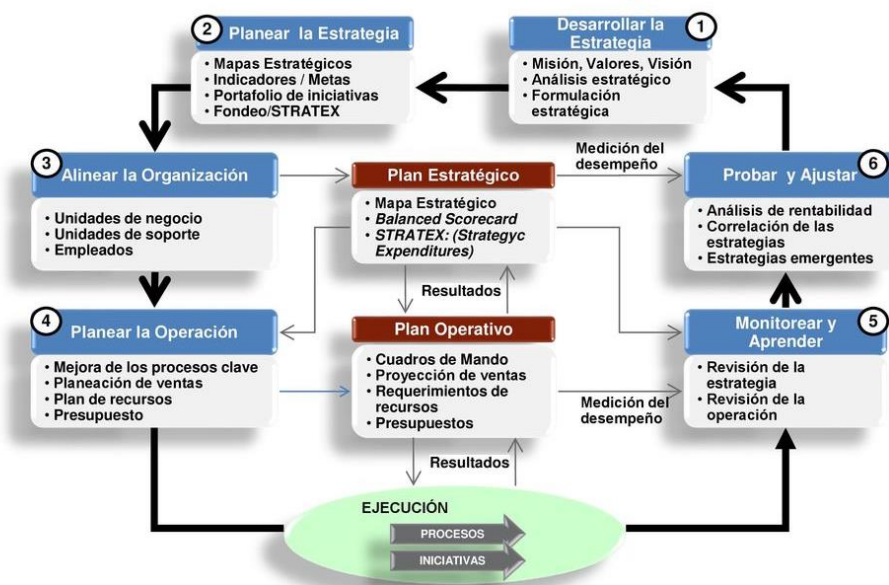 2
Planear la Estrategia
• Mapas Estratégicos
• Indicadores / Metas
• Portafolio de iniciativas
• Fondeo/STRATEX
Desarrollar la
Estrategia
1
• Misión, Valores, Visión
• Análisis estratégico
• Formulación
estratégica
3
Alinear la Organización
• Unidades de negocio
• Unidades de soporte
• Empleados
Plan Estratégico
• Mapa Estratégico
• Balanced Scorecard
• STRATEX: (Strategyc
Expenditures)
Medición del
desempeño
6
Probar y Ajustar
• Análisis de rentabilidad
• Correlación de las
estrategias
• Estrategias emergentes
Resultados
4
Planear la Operación
• Mejora de los procesos clave
• Planeación de ventas
• Plan de recursos
• Presupuesto
Plan Operativo
• Cuadros de Mando
• Proyección de ventas
• Requerimientos de
recursos
• Presupuestos
Medición del
desempeño
Monitorear y
Aprender
5
• Revisión de la
estrategia
• Revisión de la
operación
Resultados
EJECUCIÓN
PROCESOS
INICIATIVAS